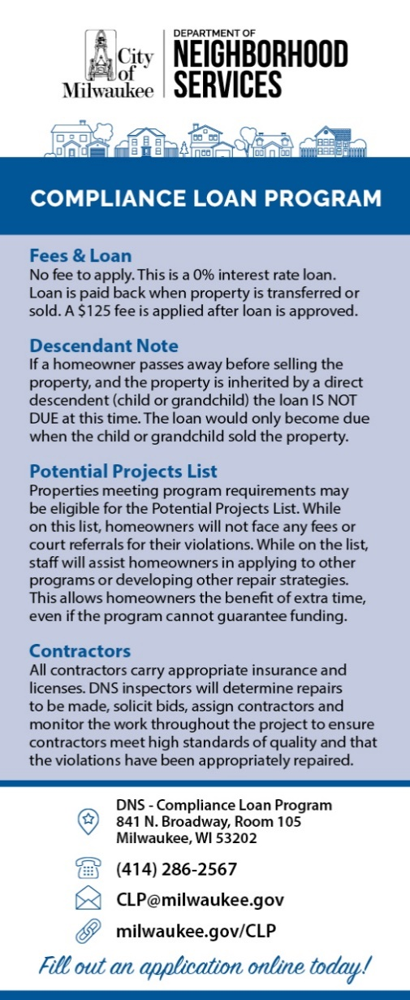 City
of
Milwaukee
DEPARTMENT OF
NEIGHBORHOOD
SERVICES
COMPLIANCE LOAN PROGRAM
Fees & Loan
No fee to apply. This is a 0% interest rate loan.
Loan is paid back when property is transferred or
sold. A $125 fee is applied after loan is approved.
Descendant Note
If a homeowner passes away before selling the
property, and the property is inherited by a direct
descendent (child or grandchild) the loan IS NOT
DUE at this time. The loan would only become due
when the child or grandchild sold the property.
Potential Projects List
Properties meeting program requirements may
be eligible for the Potential Projects List. While
on this list, homeowners will not face any fees or
court referrals for their violations. While on the list,
staff will assist homeowners in applying to other
programs or developing other repair strategies.
This allows homeowners the benefit of extra time,
even if the program cannot guarantee funding.
Contractors
All contractors carry appropriate insurance and
licenses. DNS inspectors will determine repairs
to be made, solicit bids, assign contractors and
monitor the work throughout the project to ensure
contractors meet high standards of quality and that
the violations have been appropriately repaired.
DNS - Compliance Loan Program
841 N. Broadway, Room 105
Milwaukee, WI 53202
(414) 286-2567
CLP@milwaukee.gov
milwaukee.gov/CLP
Fill out an application online today!